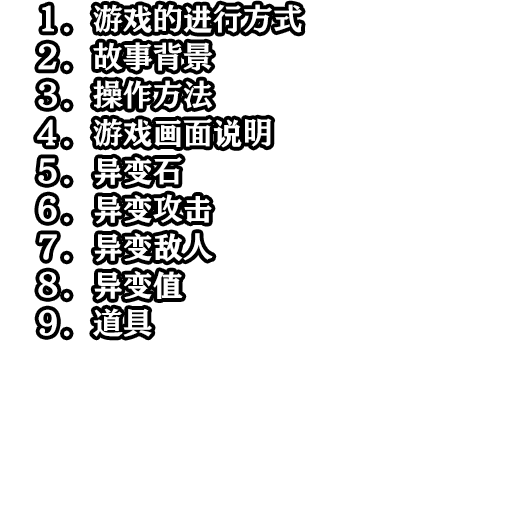 1．游戏的进行方式
2．故事背景
3．操作方法
4．游戏画面说明
5．异变石
6．异变攻击
7．异变敌人
8．异变值
9．道具